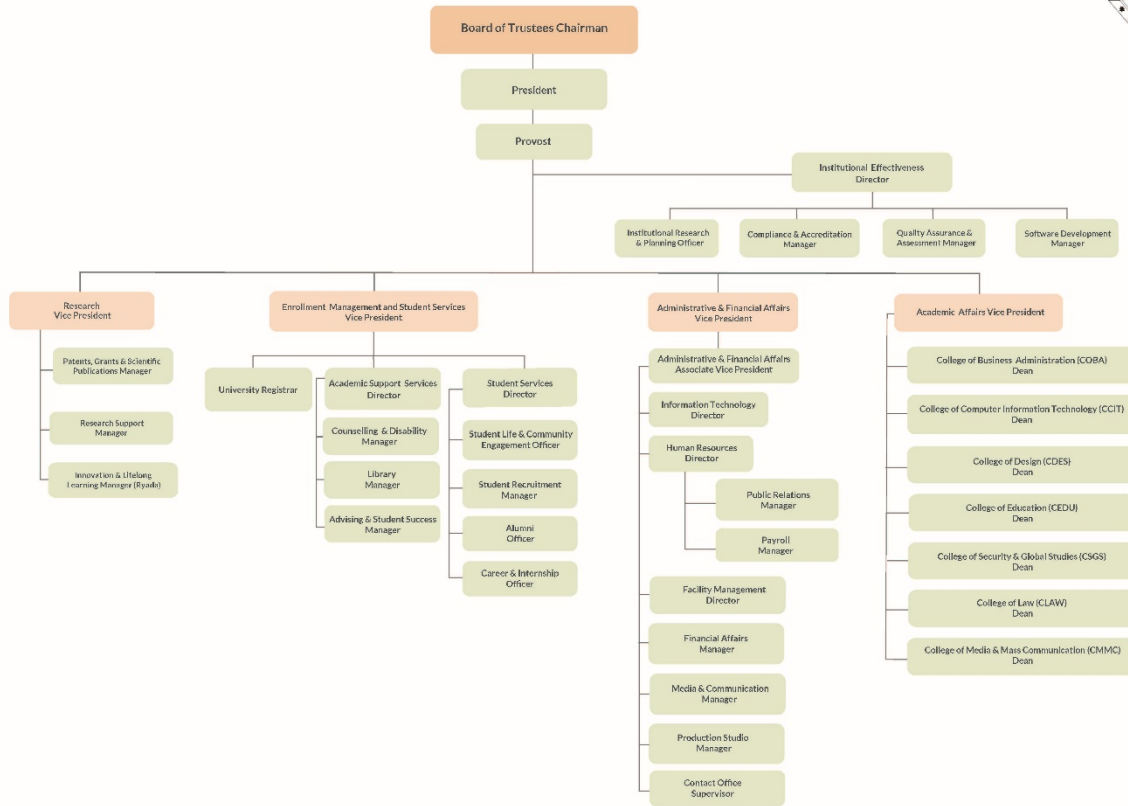 Board of Trustees Chairman
President
Provost
Institutional Effectiveness
Director
Institutional Research
& Planning Officer
Compliance & Accreditation
Manager
Quality Assurance &
Assessment Manager
Software Development
Manager
Research
Vice President
Patents, Grants & Scientific
Publications Manager
Research Support
Manager
Innovation & Lifelong
Learning Manager (Ryada)
Enrollment Management and Student Services
Vice President
University Registrar
Academic Support Services
Director
Counselling & Disability
Manager
Library
Manager
Advising & Student Success
Manager
Student Services
Director
Student Life & Community
Engagement Officer
Student Recruitment
Manager
Alumni
Officer
Career & Internship
Officer
Administrative & Financial Affairs
Vice President
Administrative & Financial Affairs
Associate Vice President
Information Technology
Director
Human Resources
Director
Public Relations
Manager
Payroll
Manager
Facility Management
Director
Financial Affairs
Manager
Media & Communication
Manager
Production Studio
Manager
Contact Office
Supervisor
Academic Affairs Vice President
College of Business Administration (COBA)
Dean
College of Computer Information Technology (CCIT)
Dean
College of Design (CDES)
Dean
College of Education (CEDU)
Dean
College of Security & Global Studies (CSGS)
Dean
College of Law (CLAW)
Dean
College of Media & Mass Communication (CMMC)
Dean